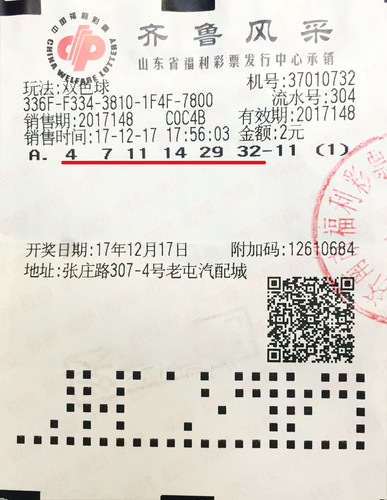 中国福利彩票
CHINA WELFARE LOTTERY
齐鲁风采
山东省福利彩票发行中心承销
玩法:双色球 机号:37010732
336F-F334-3810-1F4F-7800 流水号:304
销售期:2017148 C0C4B 有效期:2017148
销售时间:17-12-17 17:56:03 金额:2元
A. 4 7 11 14 29 32-11 (1)
开奖日期:17年12月17日 附加码:12610684
地址:张庄路307-4号老屯汽配城
福利彩票